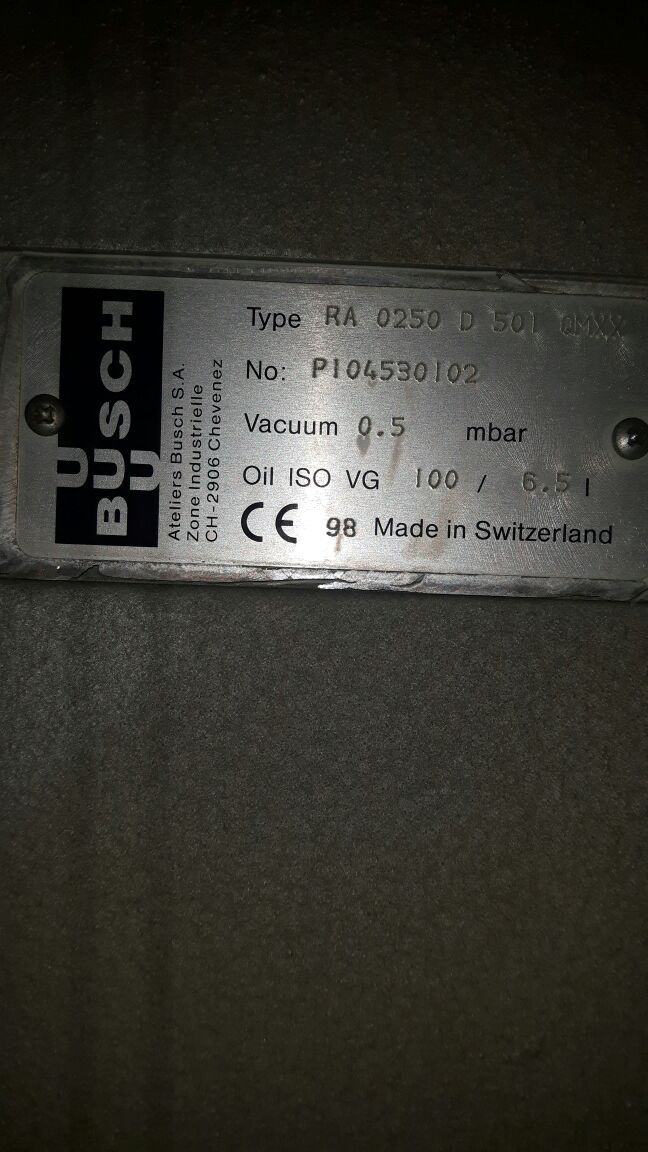 BUSCH
Ateliers Busch S.A.
Zone Industrielle
CH-2906 Chevenez
Type RA 0250 D 501 QMXX
No: P104530102
Vacuum 0.5 mbar
Oil ISO VG 100 / 6.5 l
CE 98 Made in Switzerland